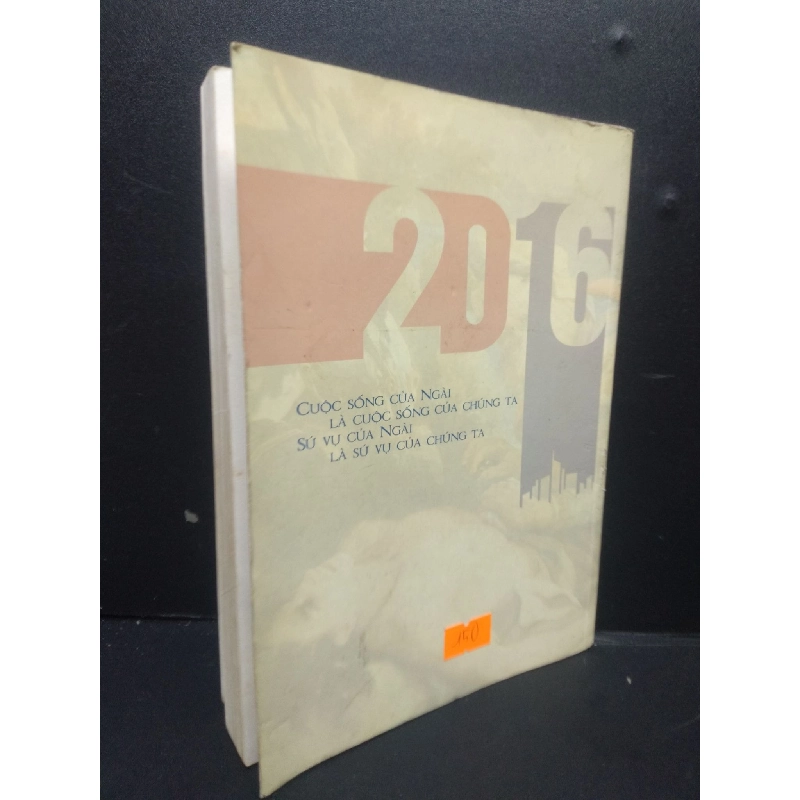 2016
CUỘC SỐNG CỦA NGÀI
LÀ CUỘC SỐNG CỦA CHÚNG TA
SỨ VỤ CỦA NGÀI
LÀ SỨ VỤ CỦA CHÚNG TA